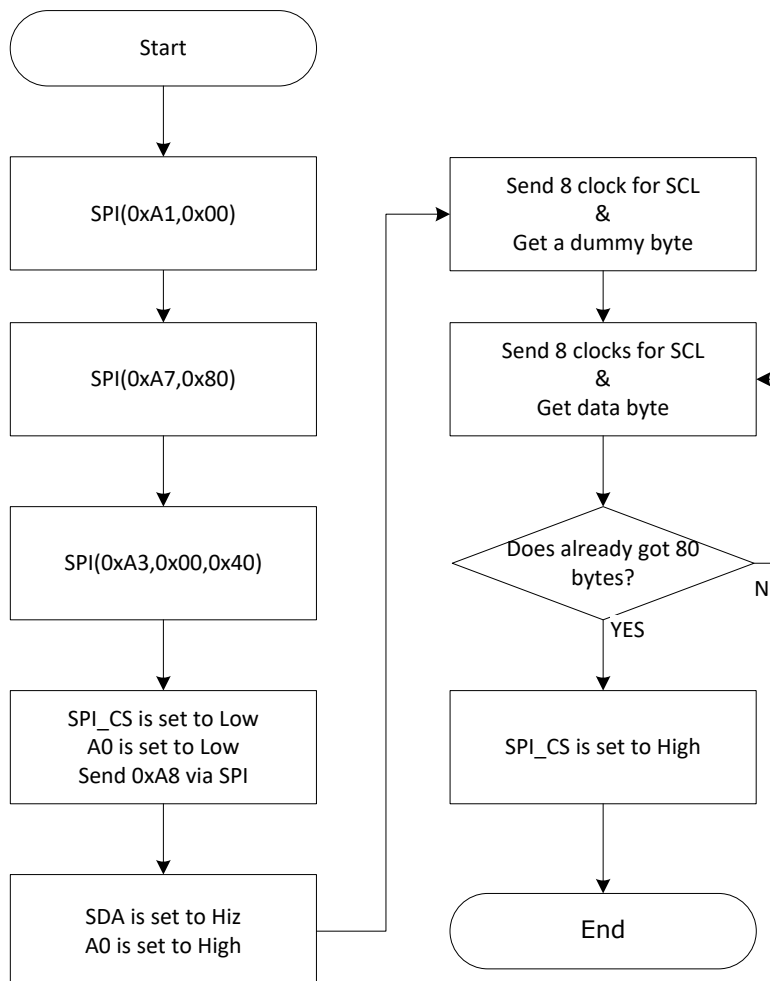 Start
SPI(0xA1,0x00)
SPI(0xA7,0x80)
SPI(0xA3,0x00,0x40)
SPI_CS is set to Low
A0 is set to Low
Send 0xA8 via SPI
SDA is set to Hiz
A0 is set to High
Send 8 clock for SCL
&
Get a dummy byte
Send 8 clocks for SCL
&
Get data byte
Does already got 80
bytes?
N
YES
SPI_CS is set to High
End